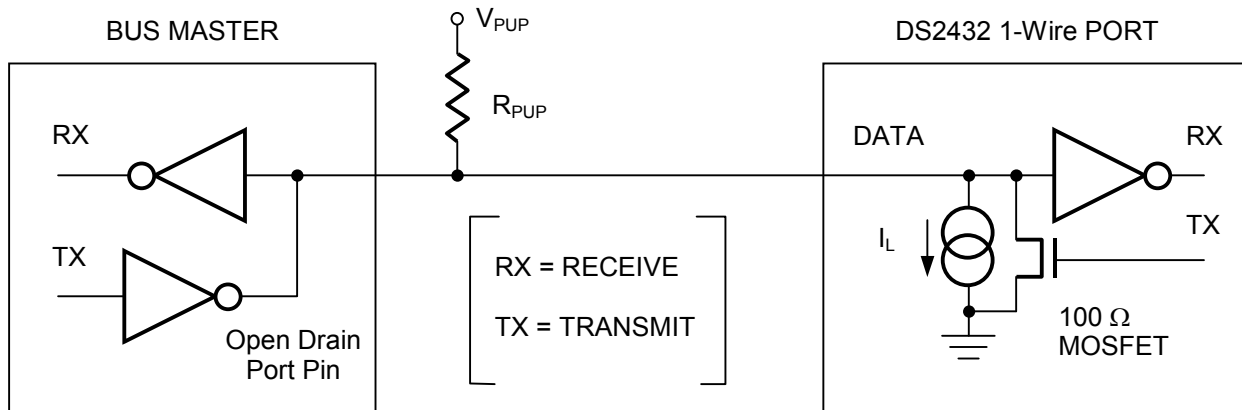 BUS MASTER
RX
TX
Open Drain
Port Pin
VPUP
RPUP
RX = RECEIVE
TX = TRANSMIT
DS2432 1-Wire PORT
DATA
RX
IL
TX
100 Ω
MOSFET